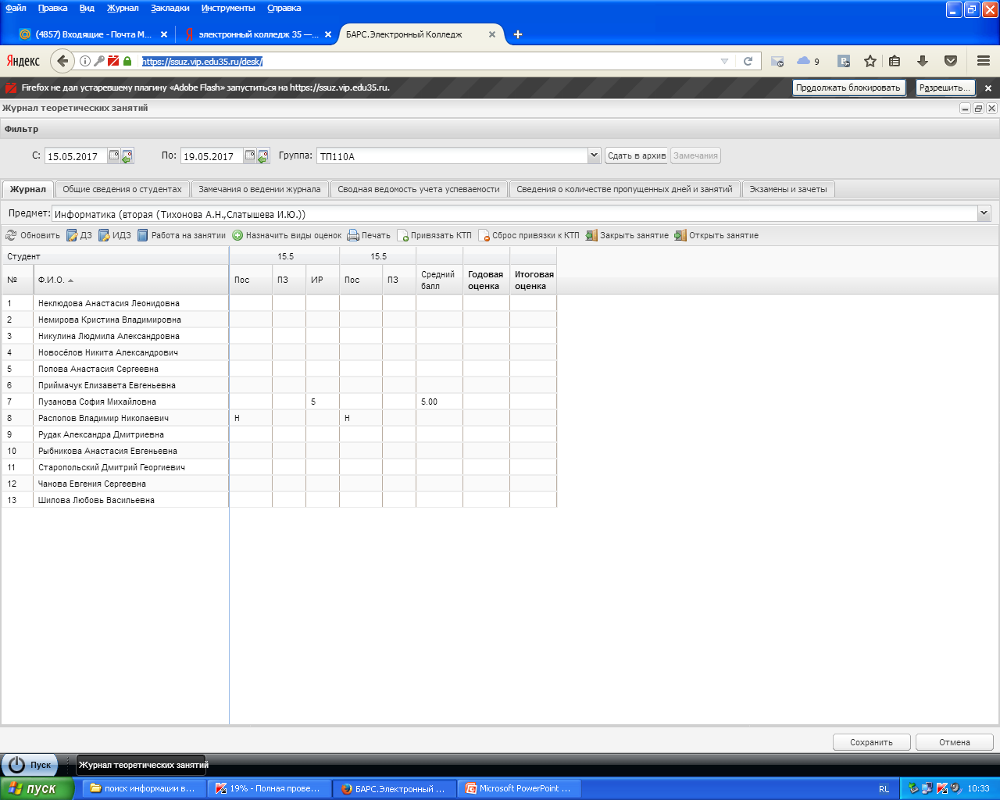 Файл Правка Вид Журнал Закладки Инструменты Справка
(4857) Входящие - Почта M... электронный колледж 35 —... БАРС.Электронный Колледж
Яндекс https://ssuz.vip.edu35.ru/desk/ 9
Firefox не дал устаревшему плагину «Adobe Flash» запуститься на https://ssuz.vip.edu35.ru. Продолжать блокировать Разрешить...
Журнал теоретических занятий
Фильтр
С: 15.05.2017 По: 19.05.2017 Группа: ТП110А Сдать в архив Замечания
Журнал Общие сведения о студентах Замечания о ведении журнала Сводная ведомость учета успеваемости Сведения о количестве пропущенных дней и занятий Экзамены и зачеты
Предмет: Информатика (вторая (Тихонова А.Н.,Слатышева И.Ю.))
Обновить ДЗ ИДЗ Работа на занятии Назначить виды оценок Печать Привязать КТП Сброс привязки к КТП Закрыть занятие Открыть занятие
Студент 15.5 15.5
№ Ф.И.О. Пос ПЗ ИР Пос ПЗ Средний балл Годовая оценка Итоговая оценка
1 Неклюдова Анастасия Леонидовна
2 Немирова Кристина Владимировна
3 Никулина Людмила Александровна
4 Новосёлов Никита Александрович
5 Попова Анастасия Сергеевна
6 Приймачук Елизавета Евгеньевна
7 Пузанова София Михайловна 5 5.00
8 Распопов Владимир Николаевич Н Н
9 Рудак Александра Дмитриевна
10 Рыбникова Анастасия Евгеньевна
11 Старопольский Дмитрий Георгиевич
12 Чанова Евгения Сергеевна
13 Шилова Любовь Васильевна
Сохранить Отмена
Пуск Журнал теоретических занятий
пуск поиск информации в... 19% - Полная прове... БАРС.Электронный ... Microsoft PowerPoint ... RL 10:33